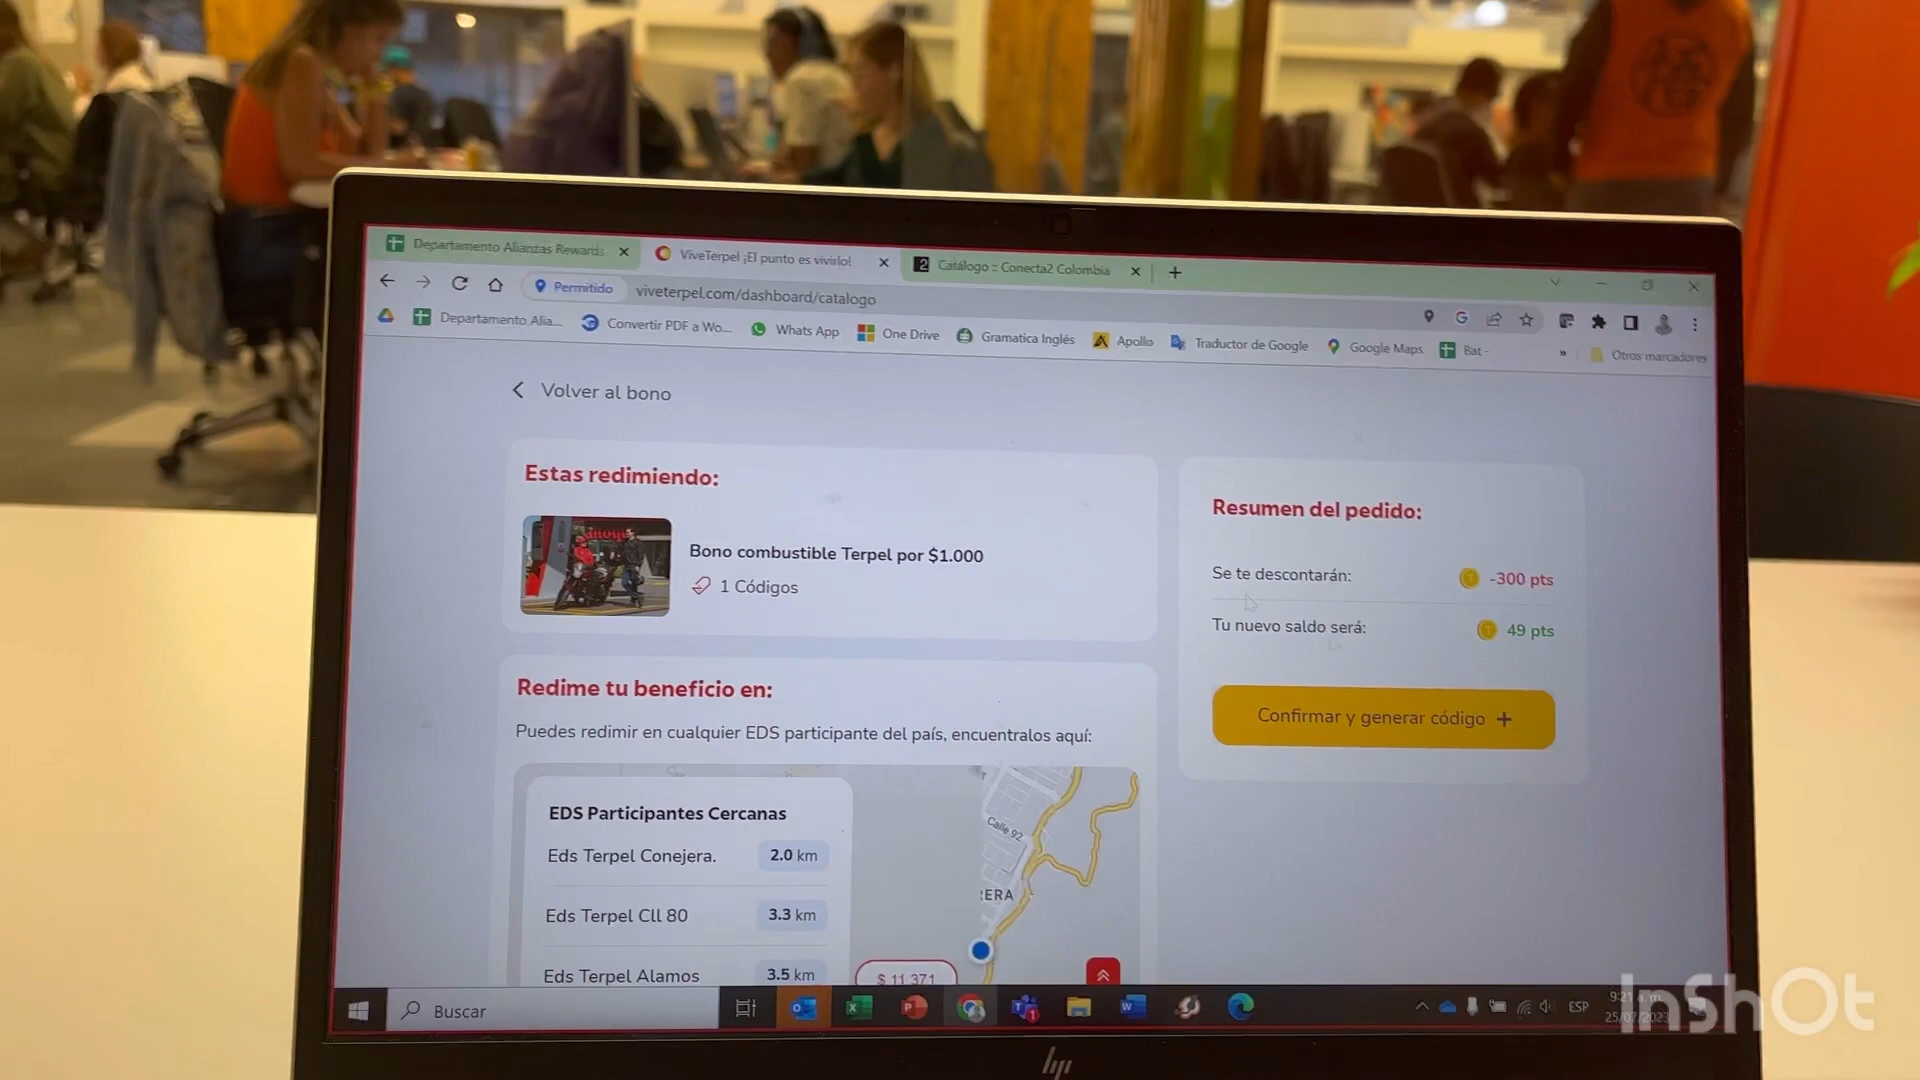 Departamento Alianzas Rewards
ViveTerpel ¡El punto es vivirlo!
Catálogo :: Conecta2 Colombia
Permitido
viveterpel.com/dashboard/catalogo
Departamento Alia...
Convertir PDF a Wo...
Whats App
One Drive
Gramatica Inglés
Apollo
Traductor de Google
Google Maps
Bat -
»
Otros marcadores
Volver al bono
Estas redimiendo:
Bono combustible Terpel por $1.000
1 Códigos
Resumen del pedido:
Se te descontarán:
-300 pts
Tu nuevo saldo será:
49 pts
Confirmar y generar código +
Redime tu beneficio en:
Puedes redimir en cualquier EDS participante del país, encuentralos aquí:
EDS Participantes Cercanas
Eds Terpel Conejera.
2.0 km
Eds Terpel Cll 80
3.3 km
Eds Terpel Alamos
3.5 km
Calle 92
ERA
$ 11.371
Buscar
ESP
9:21 a. m.
InShOt
hp